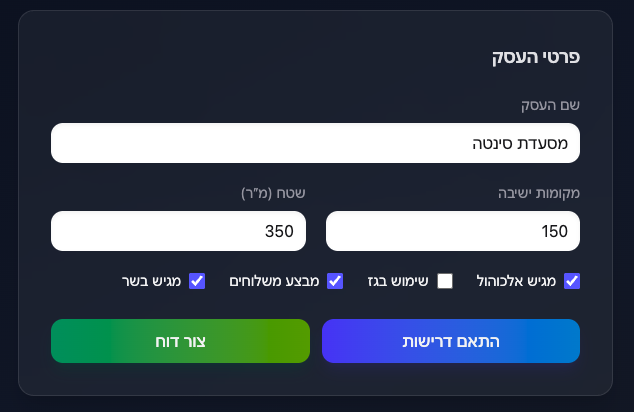 פרטי העסק
שם העסק
מסעדת סינטה
מקומות ישיבה
שטח (מ"ר)
150
350
מגיש אלכוהול
שימוש בגז
מבצע משלוחים
מגיש בשר
התאם דרישות
צור דוח